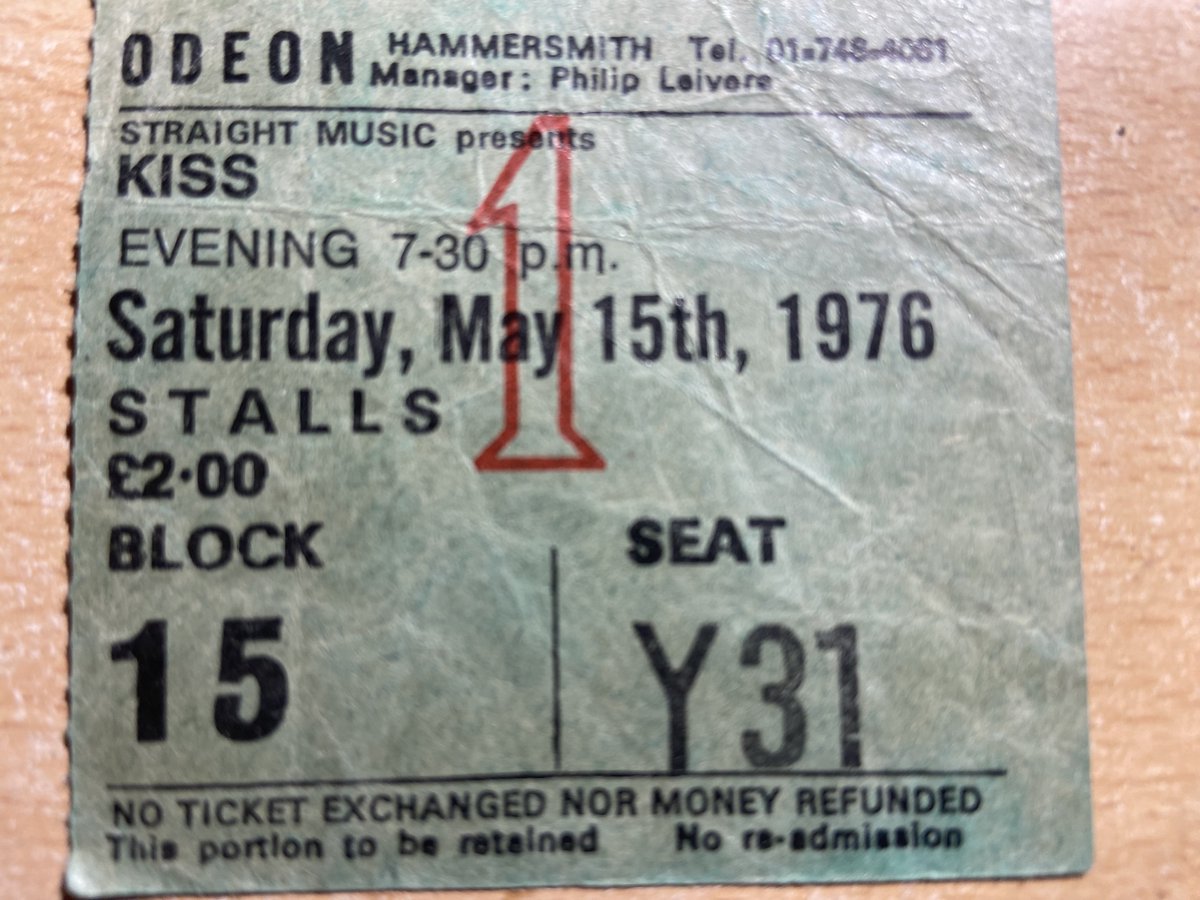 ODEON HAMMERSMITH Tel. 01-748-4081
Manager: Philip Leivers
STRAIGHT MUSIC presents
KISS
EVENING 7-30 p.m.
Saturday, May 15th, 1976
STALLS
£2·00
1
BLOCK SEAT
15 Y31
NO TICKET EXCHANGED NOR MONEY REFUNDED
This portion to be retained No re-admission